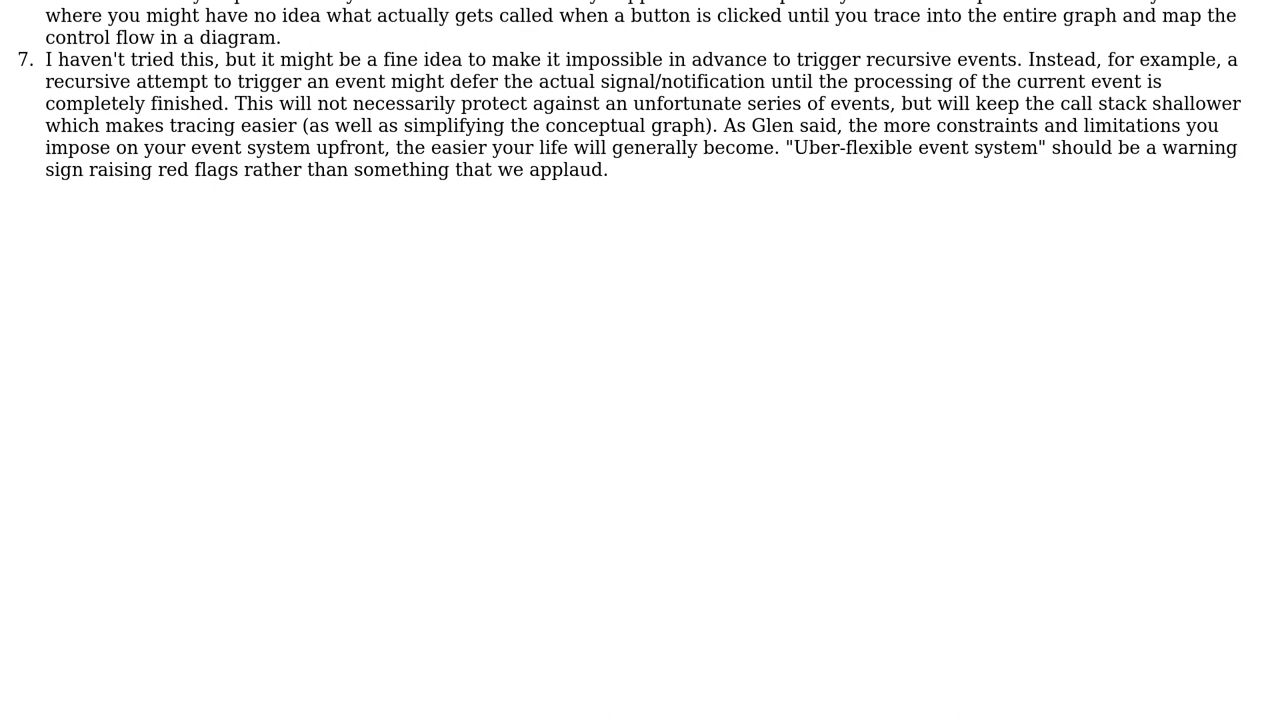 where you might have no idea what actually gets called when a button is clicked until you trace into the entire graph and map the
control flow in a diagram.
7. I haven't tried this, but it might be a fine idea to make it impossible in advance to trigger recursive events. Instead, for example, a
recursive attempt to trigger an event might defer the actual signal/notification until the processing of the current event is
completely finished. This will not necessarily protect against an unfortunate series of events, but will keep the call stack shallower
which makes tracing easier (as well as simplifying the conceptual graph). As Glen said, the more constraints and limitations you
impose on your event system upfront, the easier your life will generally become. "Uber-flexible event system" should be a warning
sign raising red flags rather than something that we applaud.